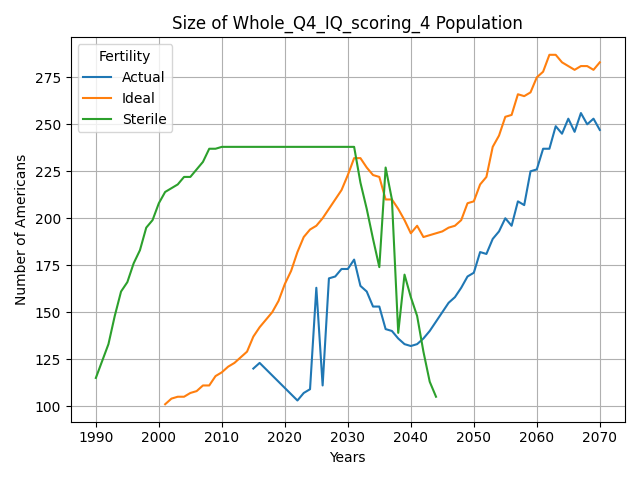 Size of Whole_Q4_IQ_scoring_4 Population
Fertility
Actual
Ideal
Sterile
Number of Americans
275
250
225
200
175
150
125
100
1990 2000 2010 2020 2030 2040 2050 2060 2070
Years